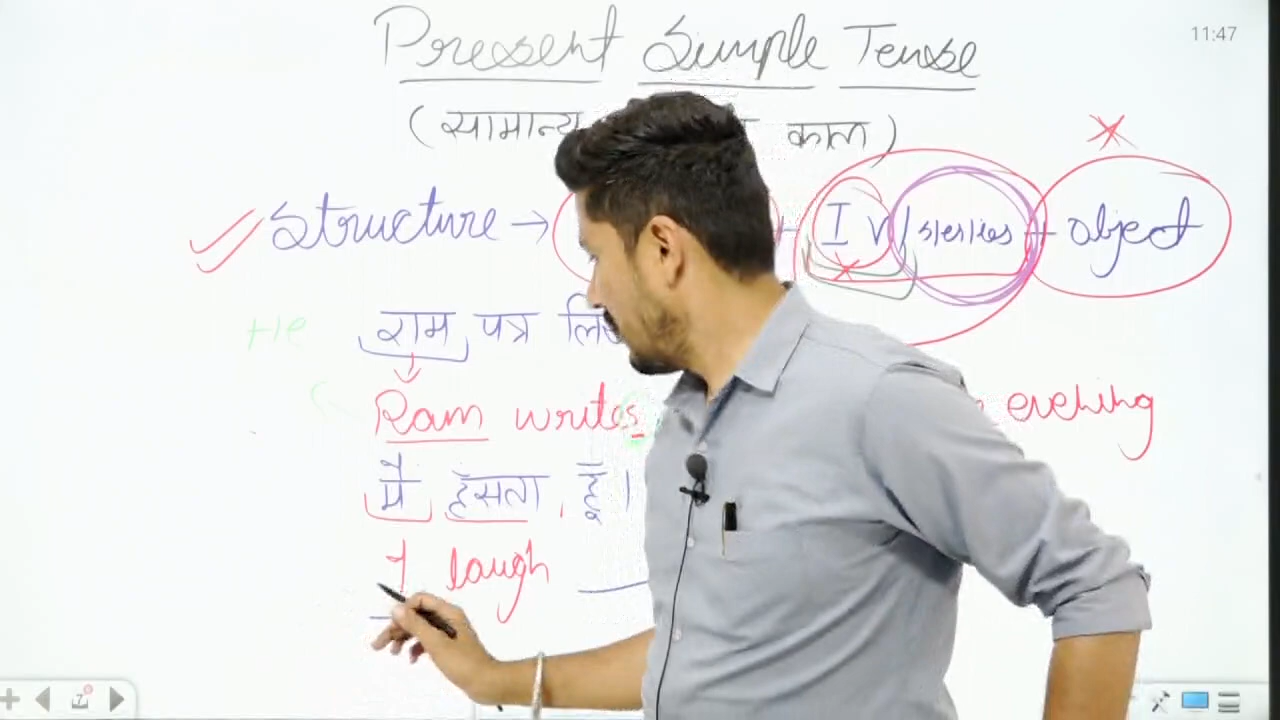 11:47
Present Simple Tense
(सामान्य काल)
Structure → + I V / s/es/ies + object
He राम पत्र
Ram writes evening
मैं हँसता हूँ।
I laugh